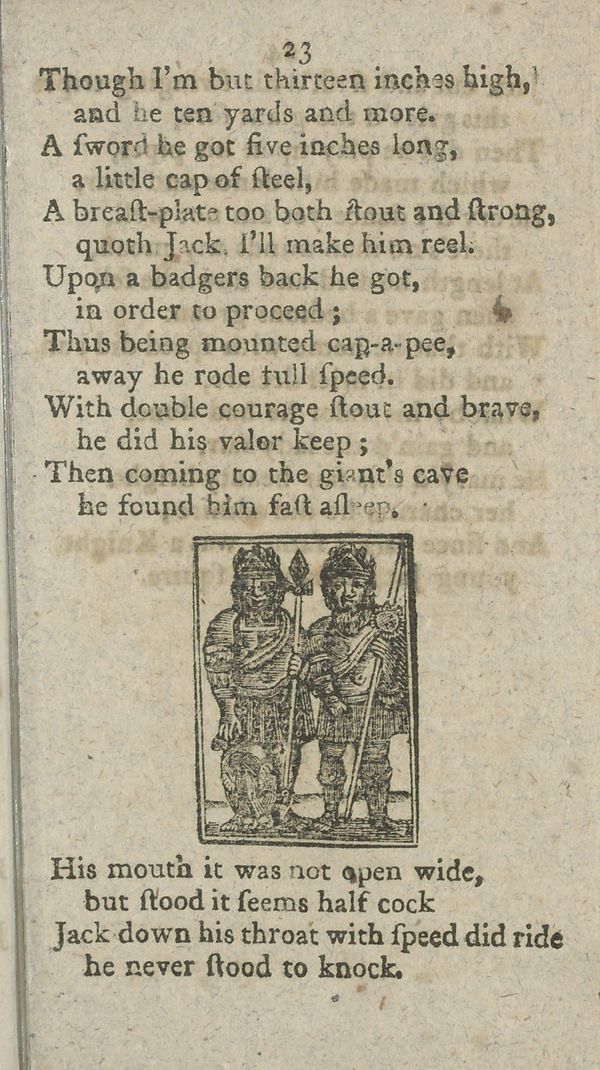 23
Though I'm but thirteen inches high,
and he ten yards and more.
A ſword he got five inches long,
a little cap of ſteel,
A breaſt-plate too both ſtout and ſtrong,
quoth Jack, I'll make him reel.
Upon a badgers back he got,
in order to proceed ;
Thus being mounted cap-a-pee,
away he rode full ſpeed.
With double courage ſtout and brave,
he did his valor keep ;
Then coming to the giant's cave
he found him faſt aſleep.
His mouth it was not open wide,
but ſtood it ſeems half cock
Jack down his throat with ſpeed did ride
he never ſtood to knock.